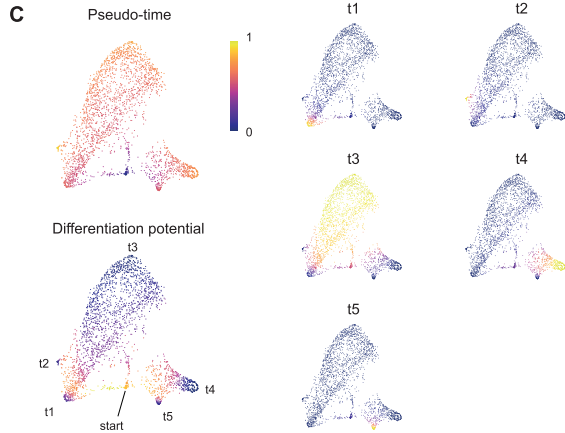 C
Pseudo-time
1
0
Differentiation potential
t3
t2
t1
start
t5
t4
t1
t2
t3
t4
t5